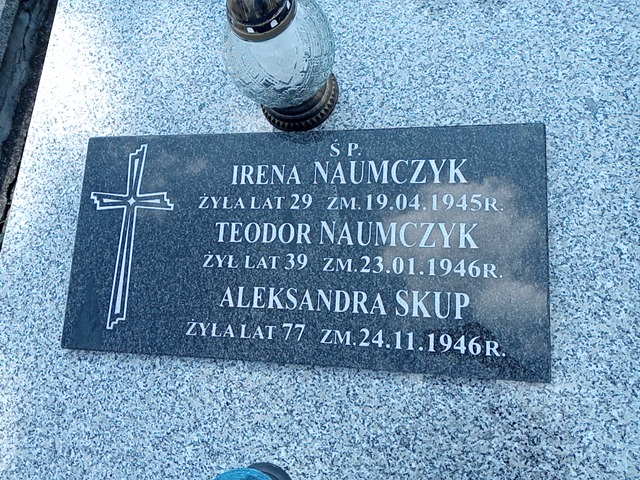 Ś.P.
IRENA NAUMCZYK
ŻYŁA LAT 29 ZM. 19.04.1945R.
TEODOR NAUMCZYK
ŻYŁ LAT 39 ZM. 23.01.1946R.
ALEKSANDRA SKUP
ŻYŁA LAT 77 ZM. 24.11.1946R.